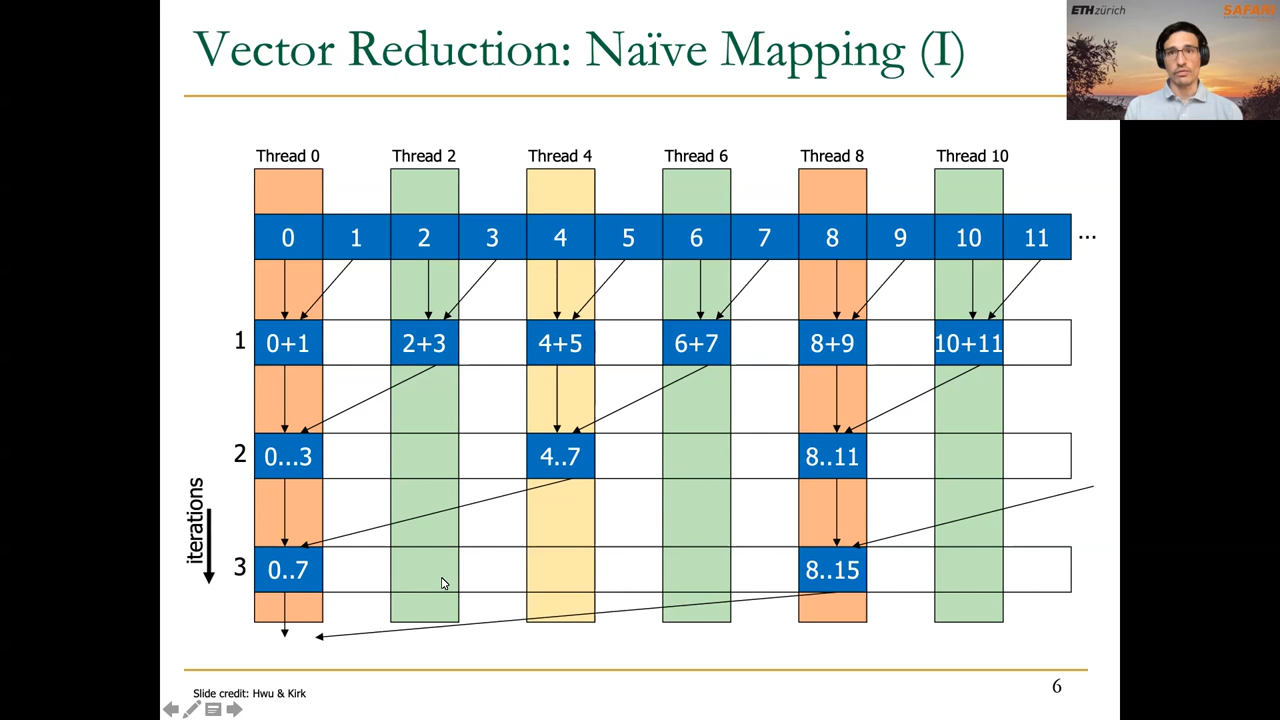 Vector Reduction: Naïve Mapping (I)
ETH zürich
SAFARI
Thread 0 Thread 2 Thread 4 Thread 6 Thread 8 Thread 10
0 1 2 3 4 5 6 7 8 9 10 11 ...
1 0+1 2+3 4+5 6+7 8+9 10+11
2 0...3 4..7 8..11
iterations
3 0..7 8..15
Slide credit: Hwu & Kirk
6